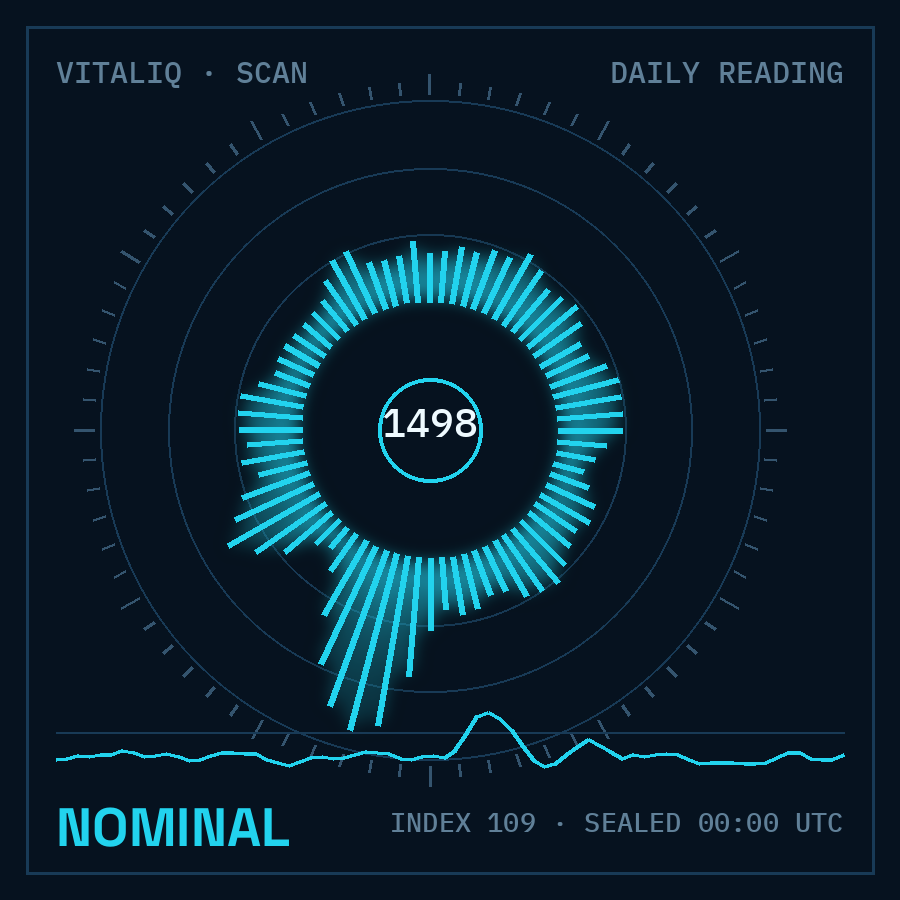 VITALIQ · SCAN
DAILY READING
1498
NOMINAL
INDEX 109 · SEALED 00:00 UTC